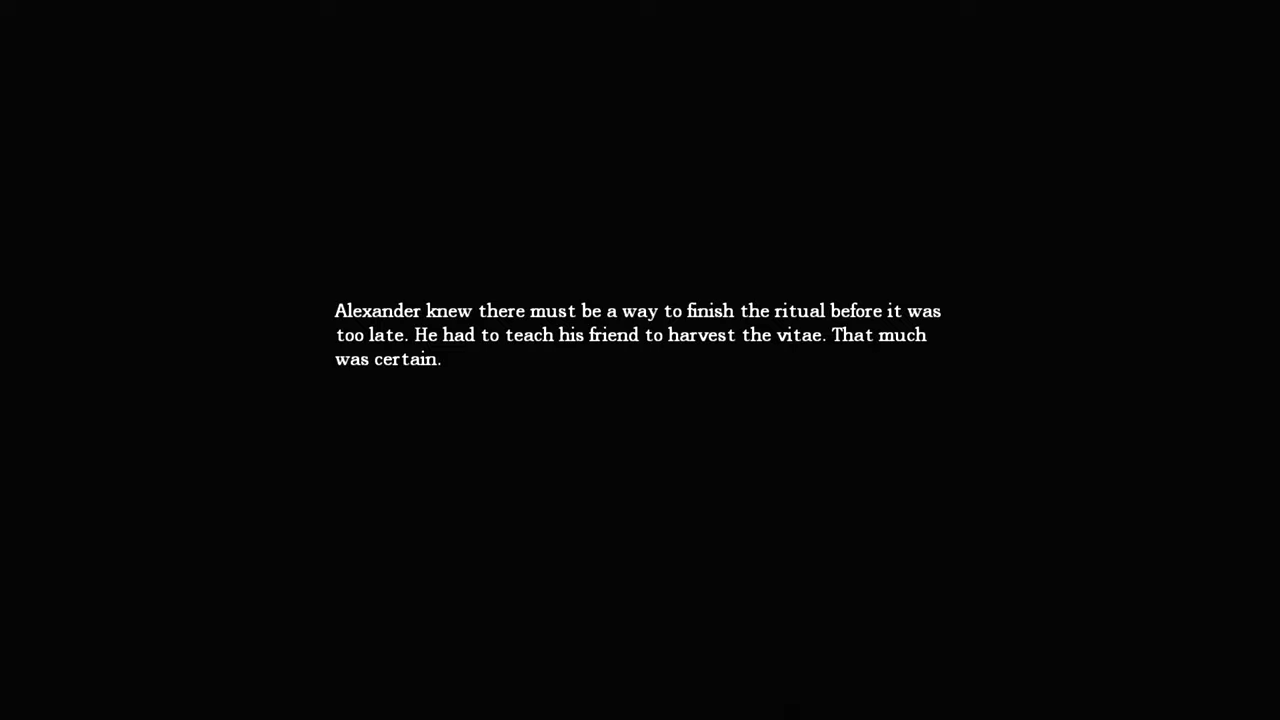 Alexander knew there must be a way to finish the ritual before it was
too late. He had to teach his friend to harvest the vitae. That much
was certain.